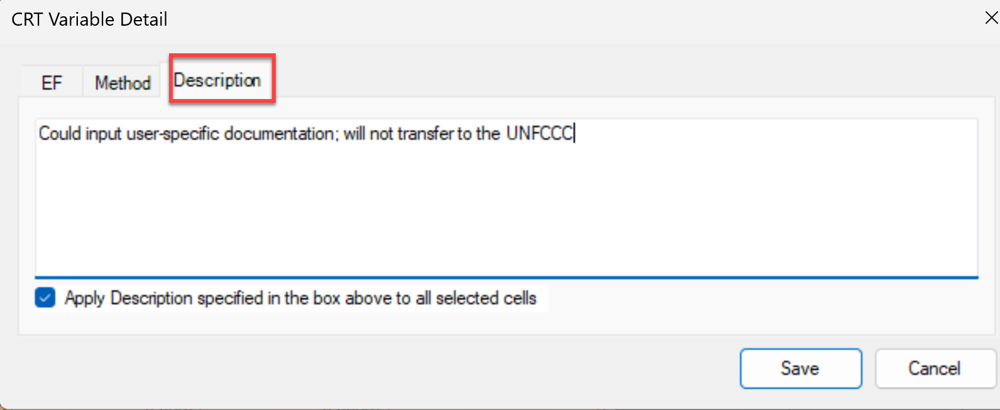 CRT Variable Detail
EF
Method
Description
Could input user-specific documentation; will not transfer to the UNFCCC
Apply Description specified in the box above to all selected cells
Save
Cancel